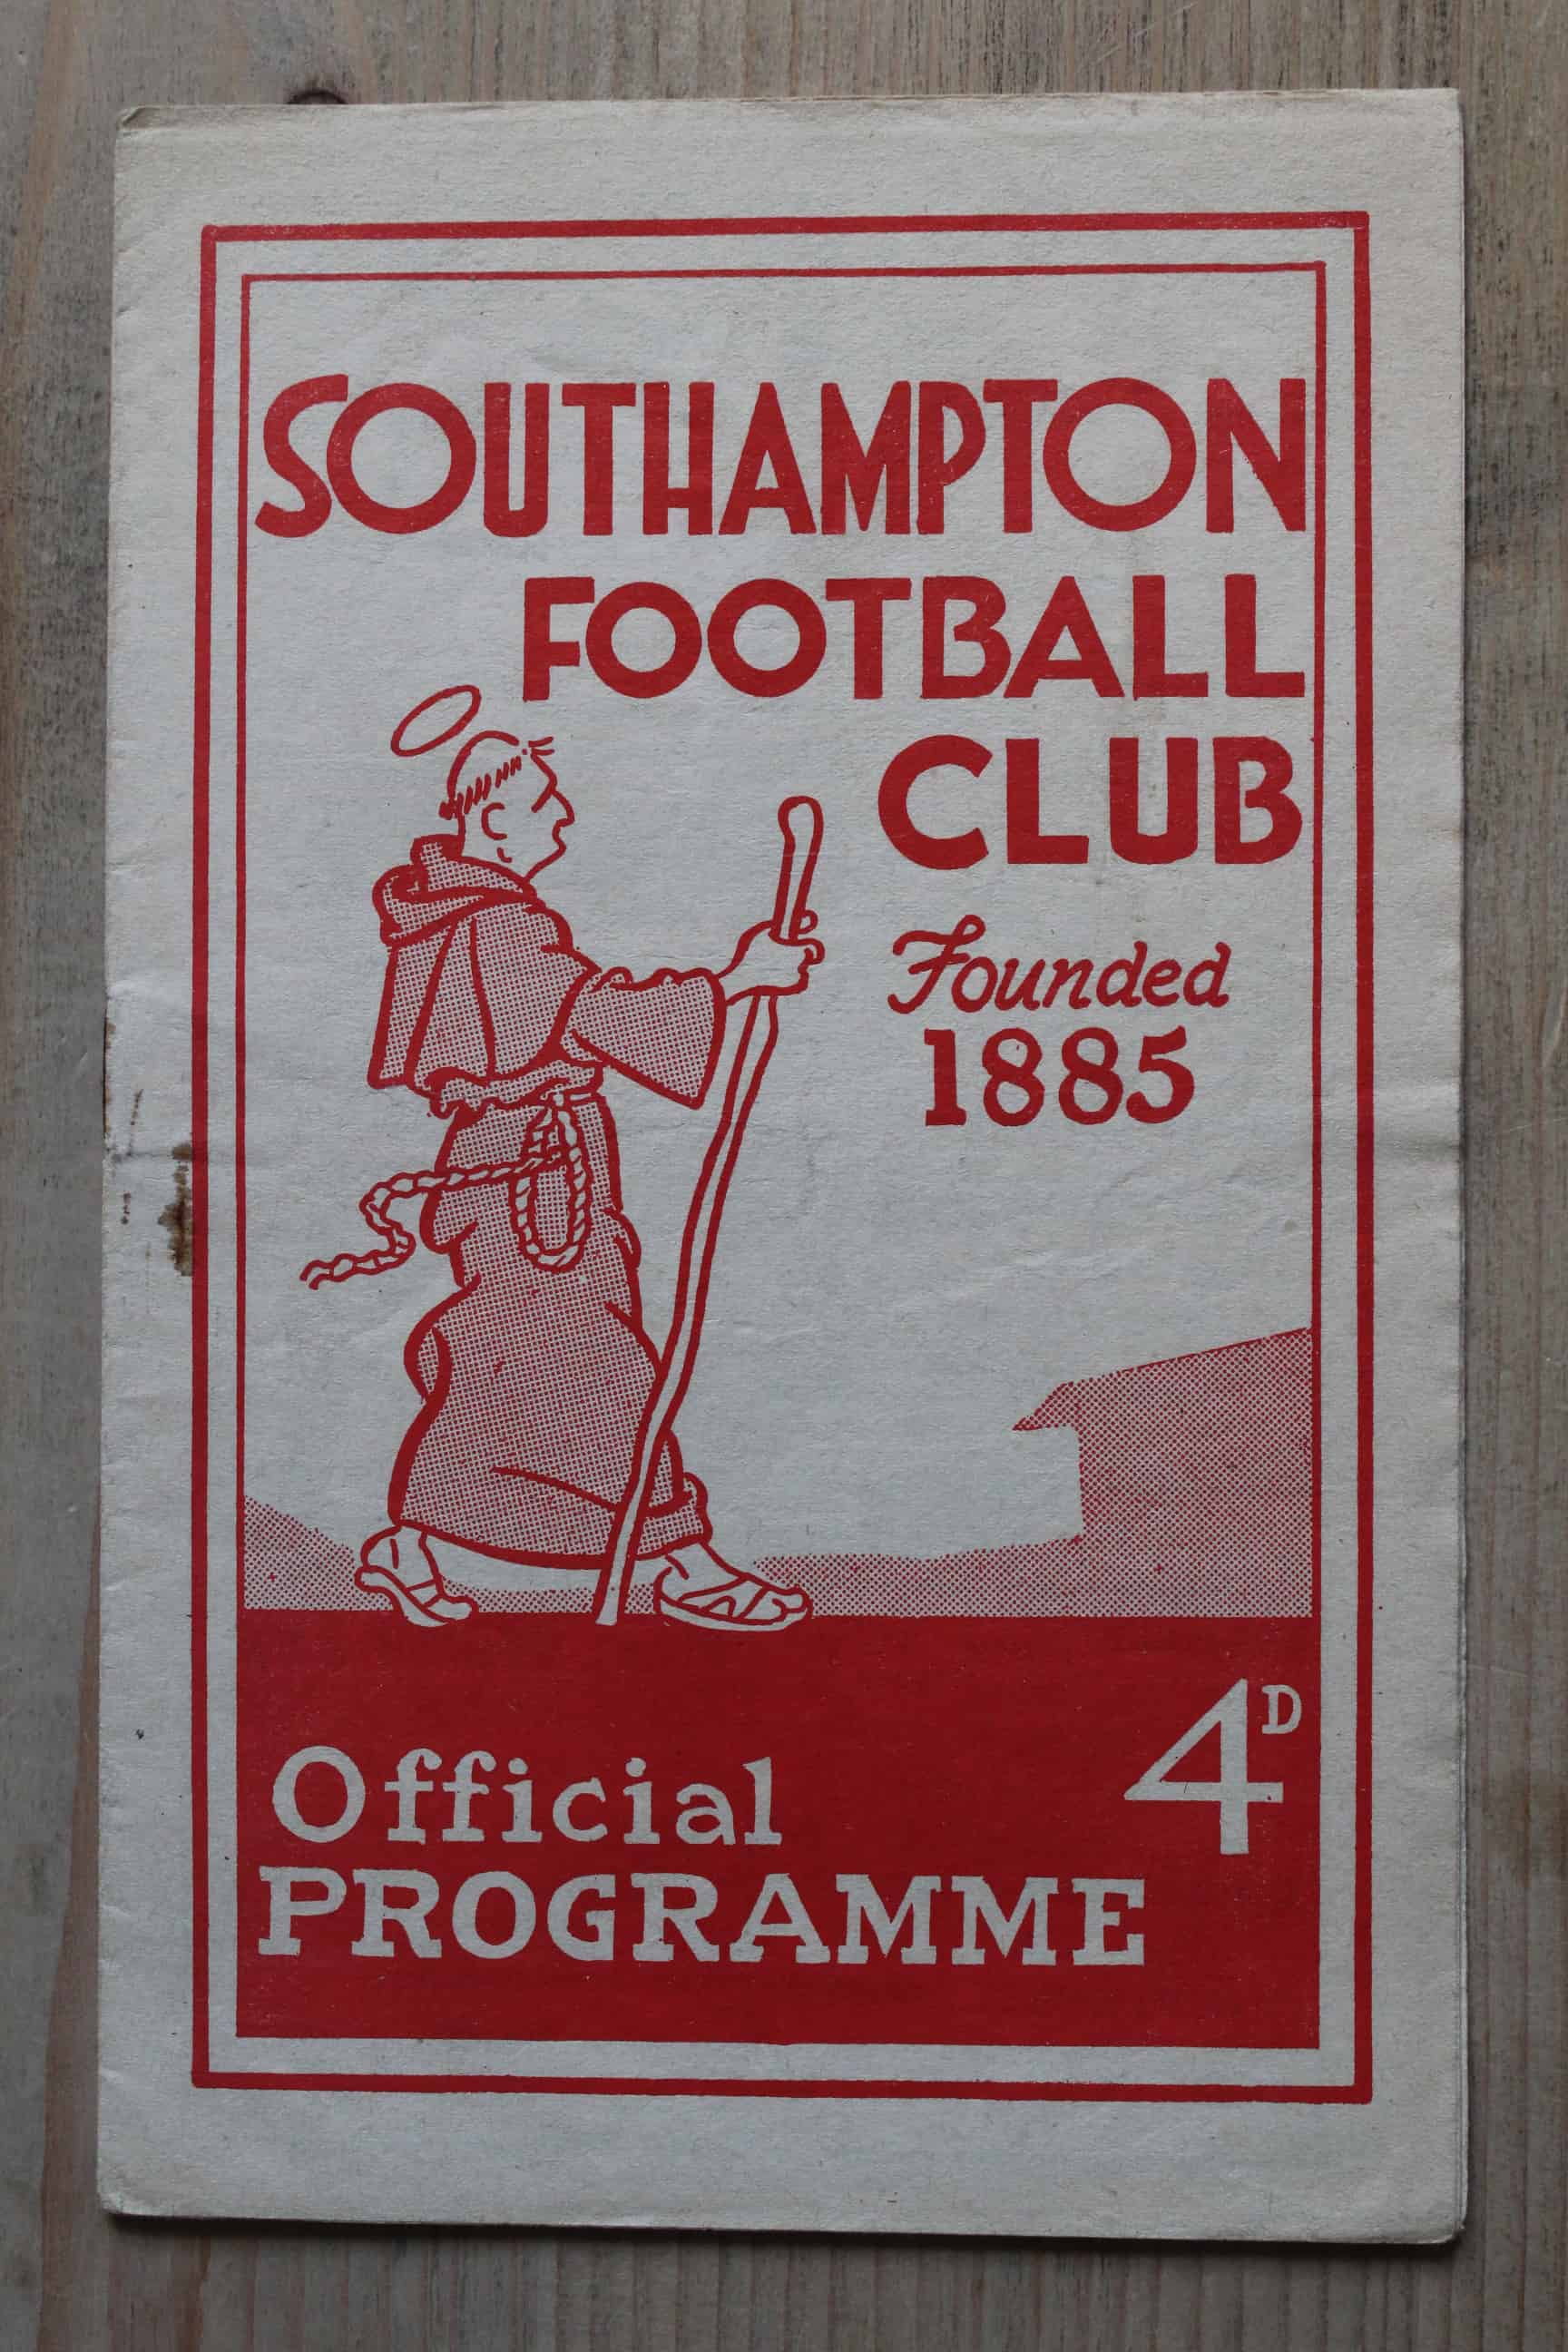 SOUTHAMPTON
FOOTBALL
CLUB
Founded
1885
4D
Official
PROGRAMME